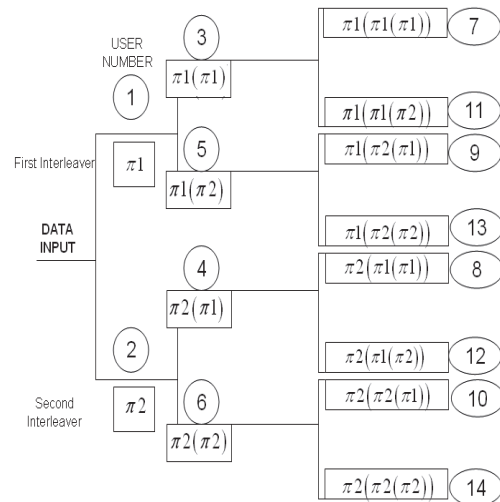 USER
NUMBER
1
3
π1(π1)
7
π1(π1(π1))
11
π1(π1(π2))
First Interleaver
π1
5
π1(π2)
9
π1(π2(π1))
13
π1(π2(π2))
DATA
INPUT
4
π2(π1)
8
π2(π1(π1))
12
π2(π1(π2))
2
Second
Interleaver
π2
6
π2(π2)
10
π2(π2(π1))
14
π2(π2(π2))